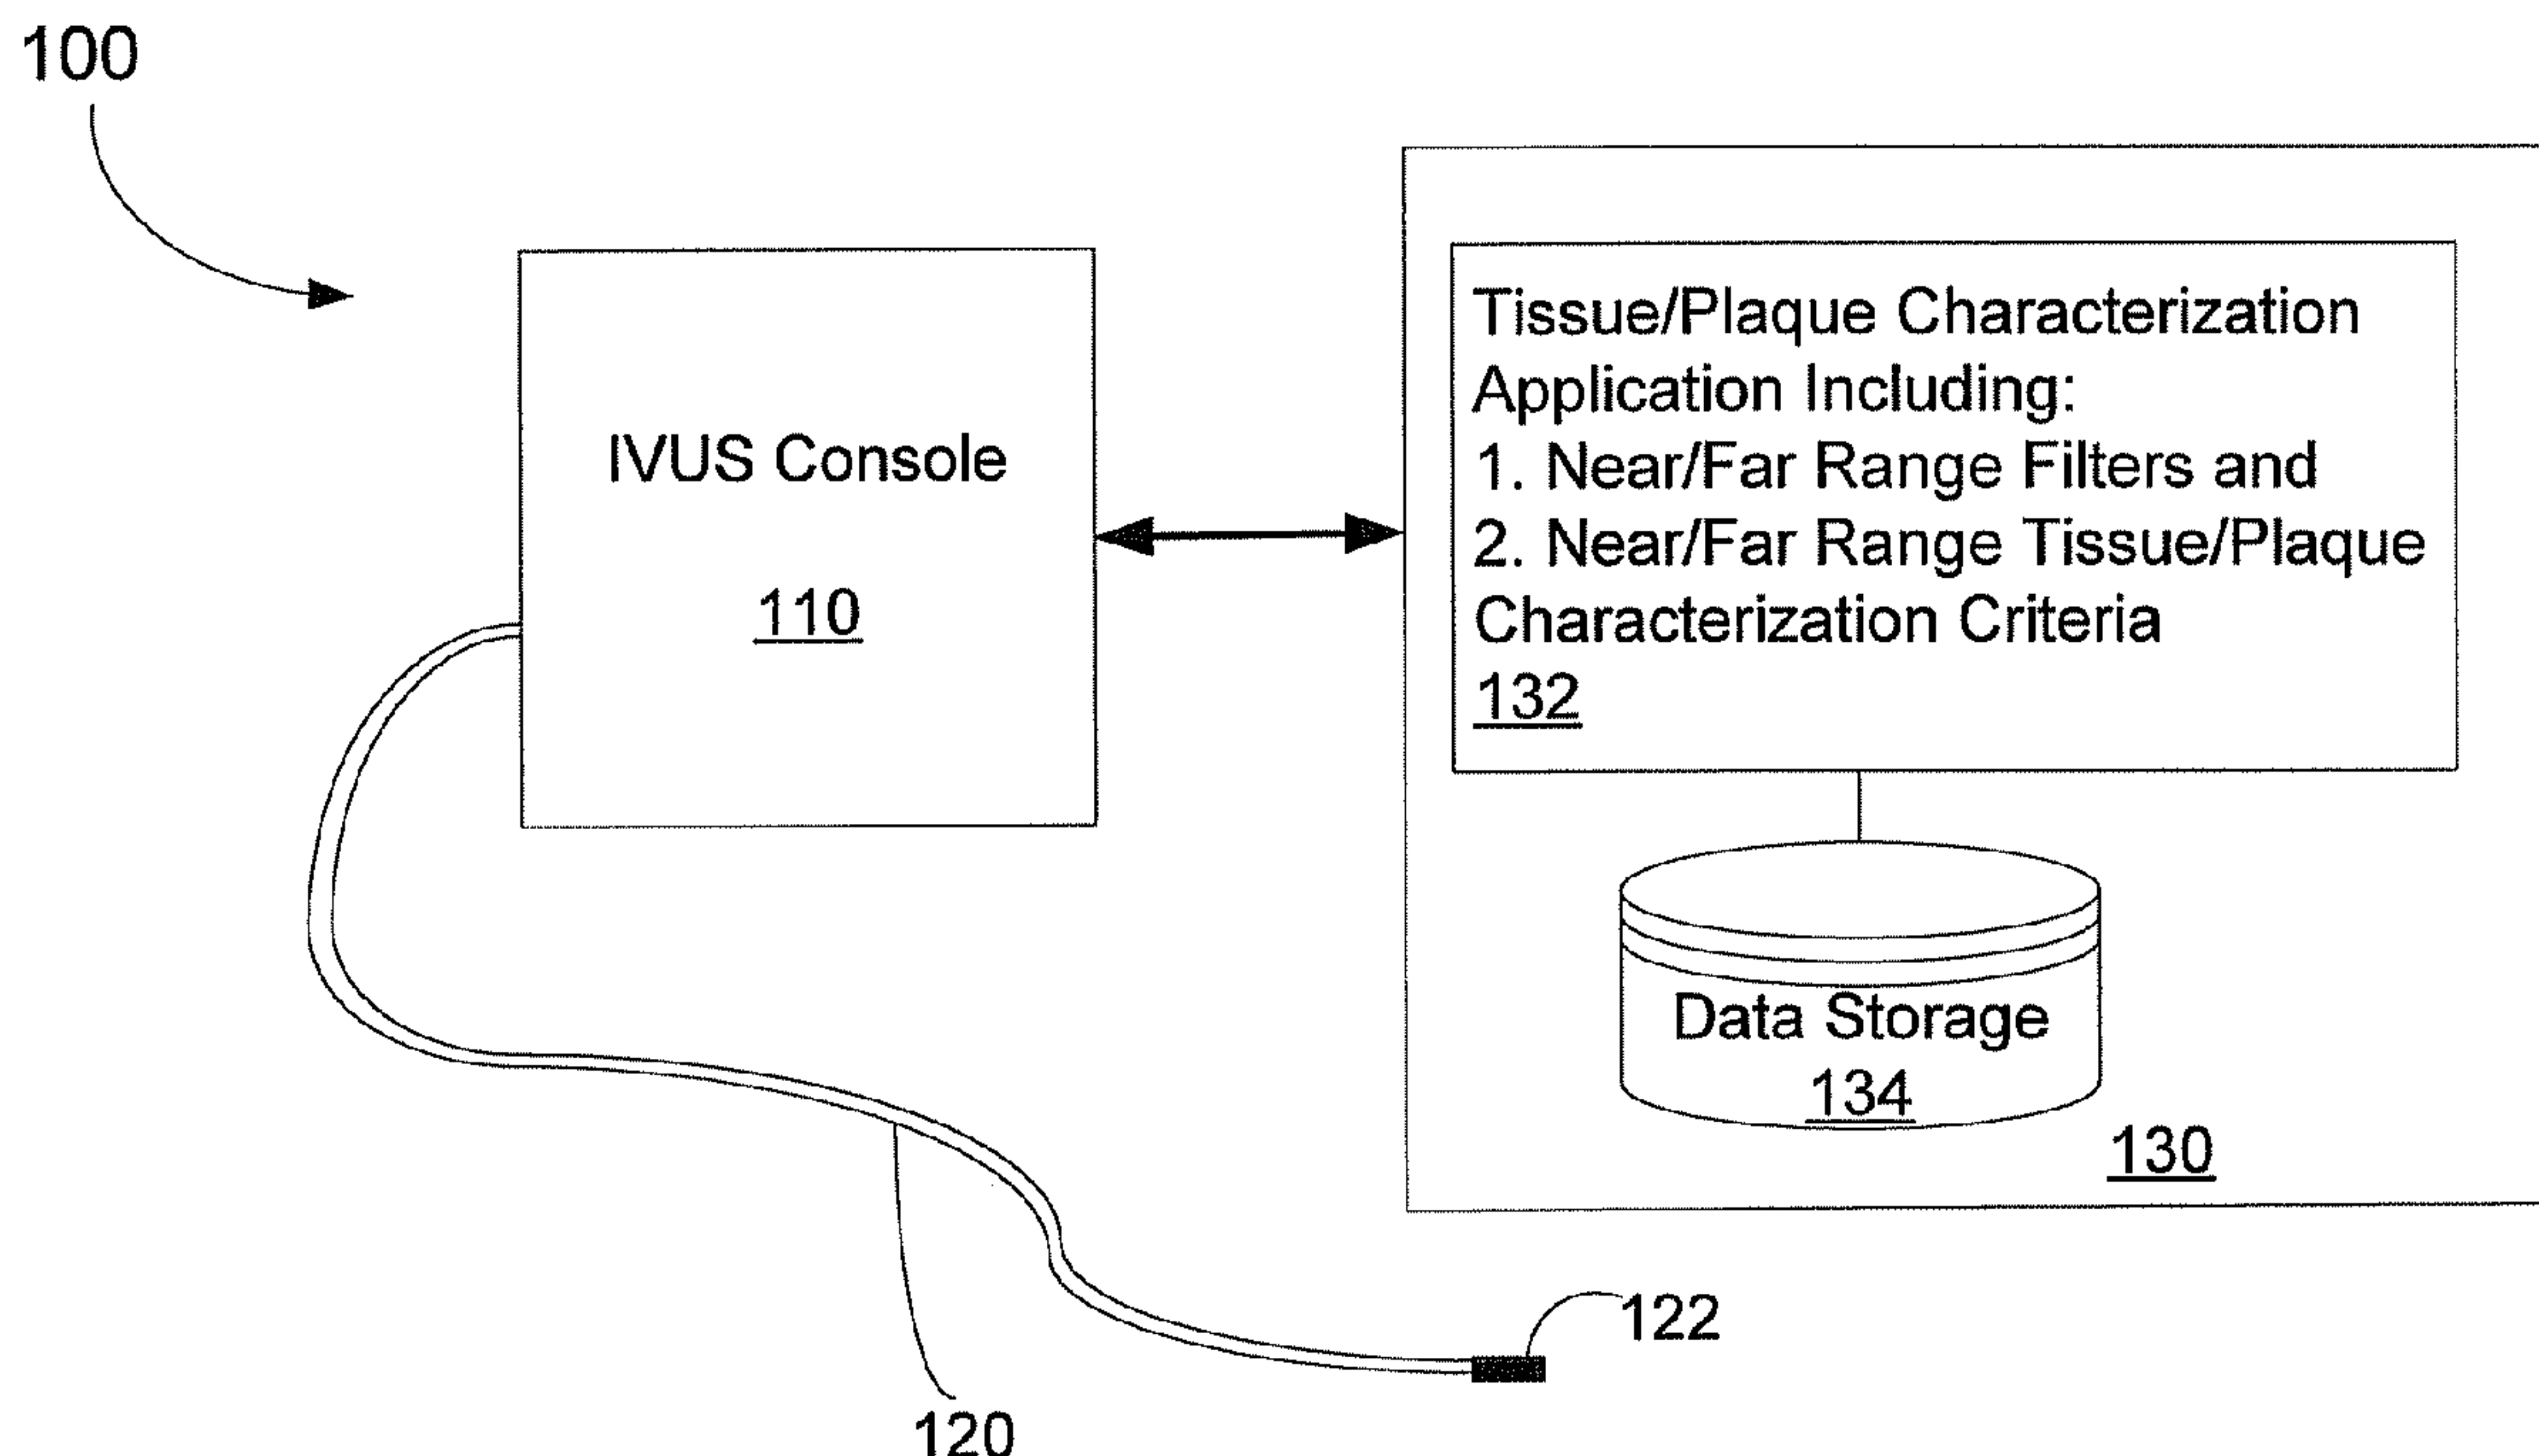 100
IVUS Console
110
Tissue/Plaque Characterization
Application Including:
1. Near/Far Range Filters and
2. Near/Far Range Tissue/Plaque
Characterization Criteria
132
Data Storage
134
130
122
120